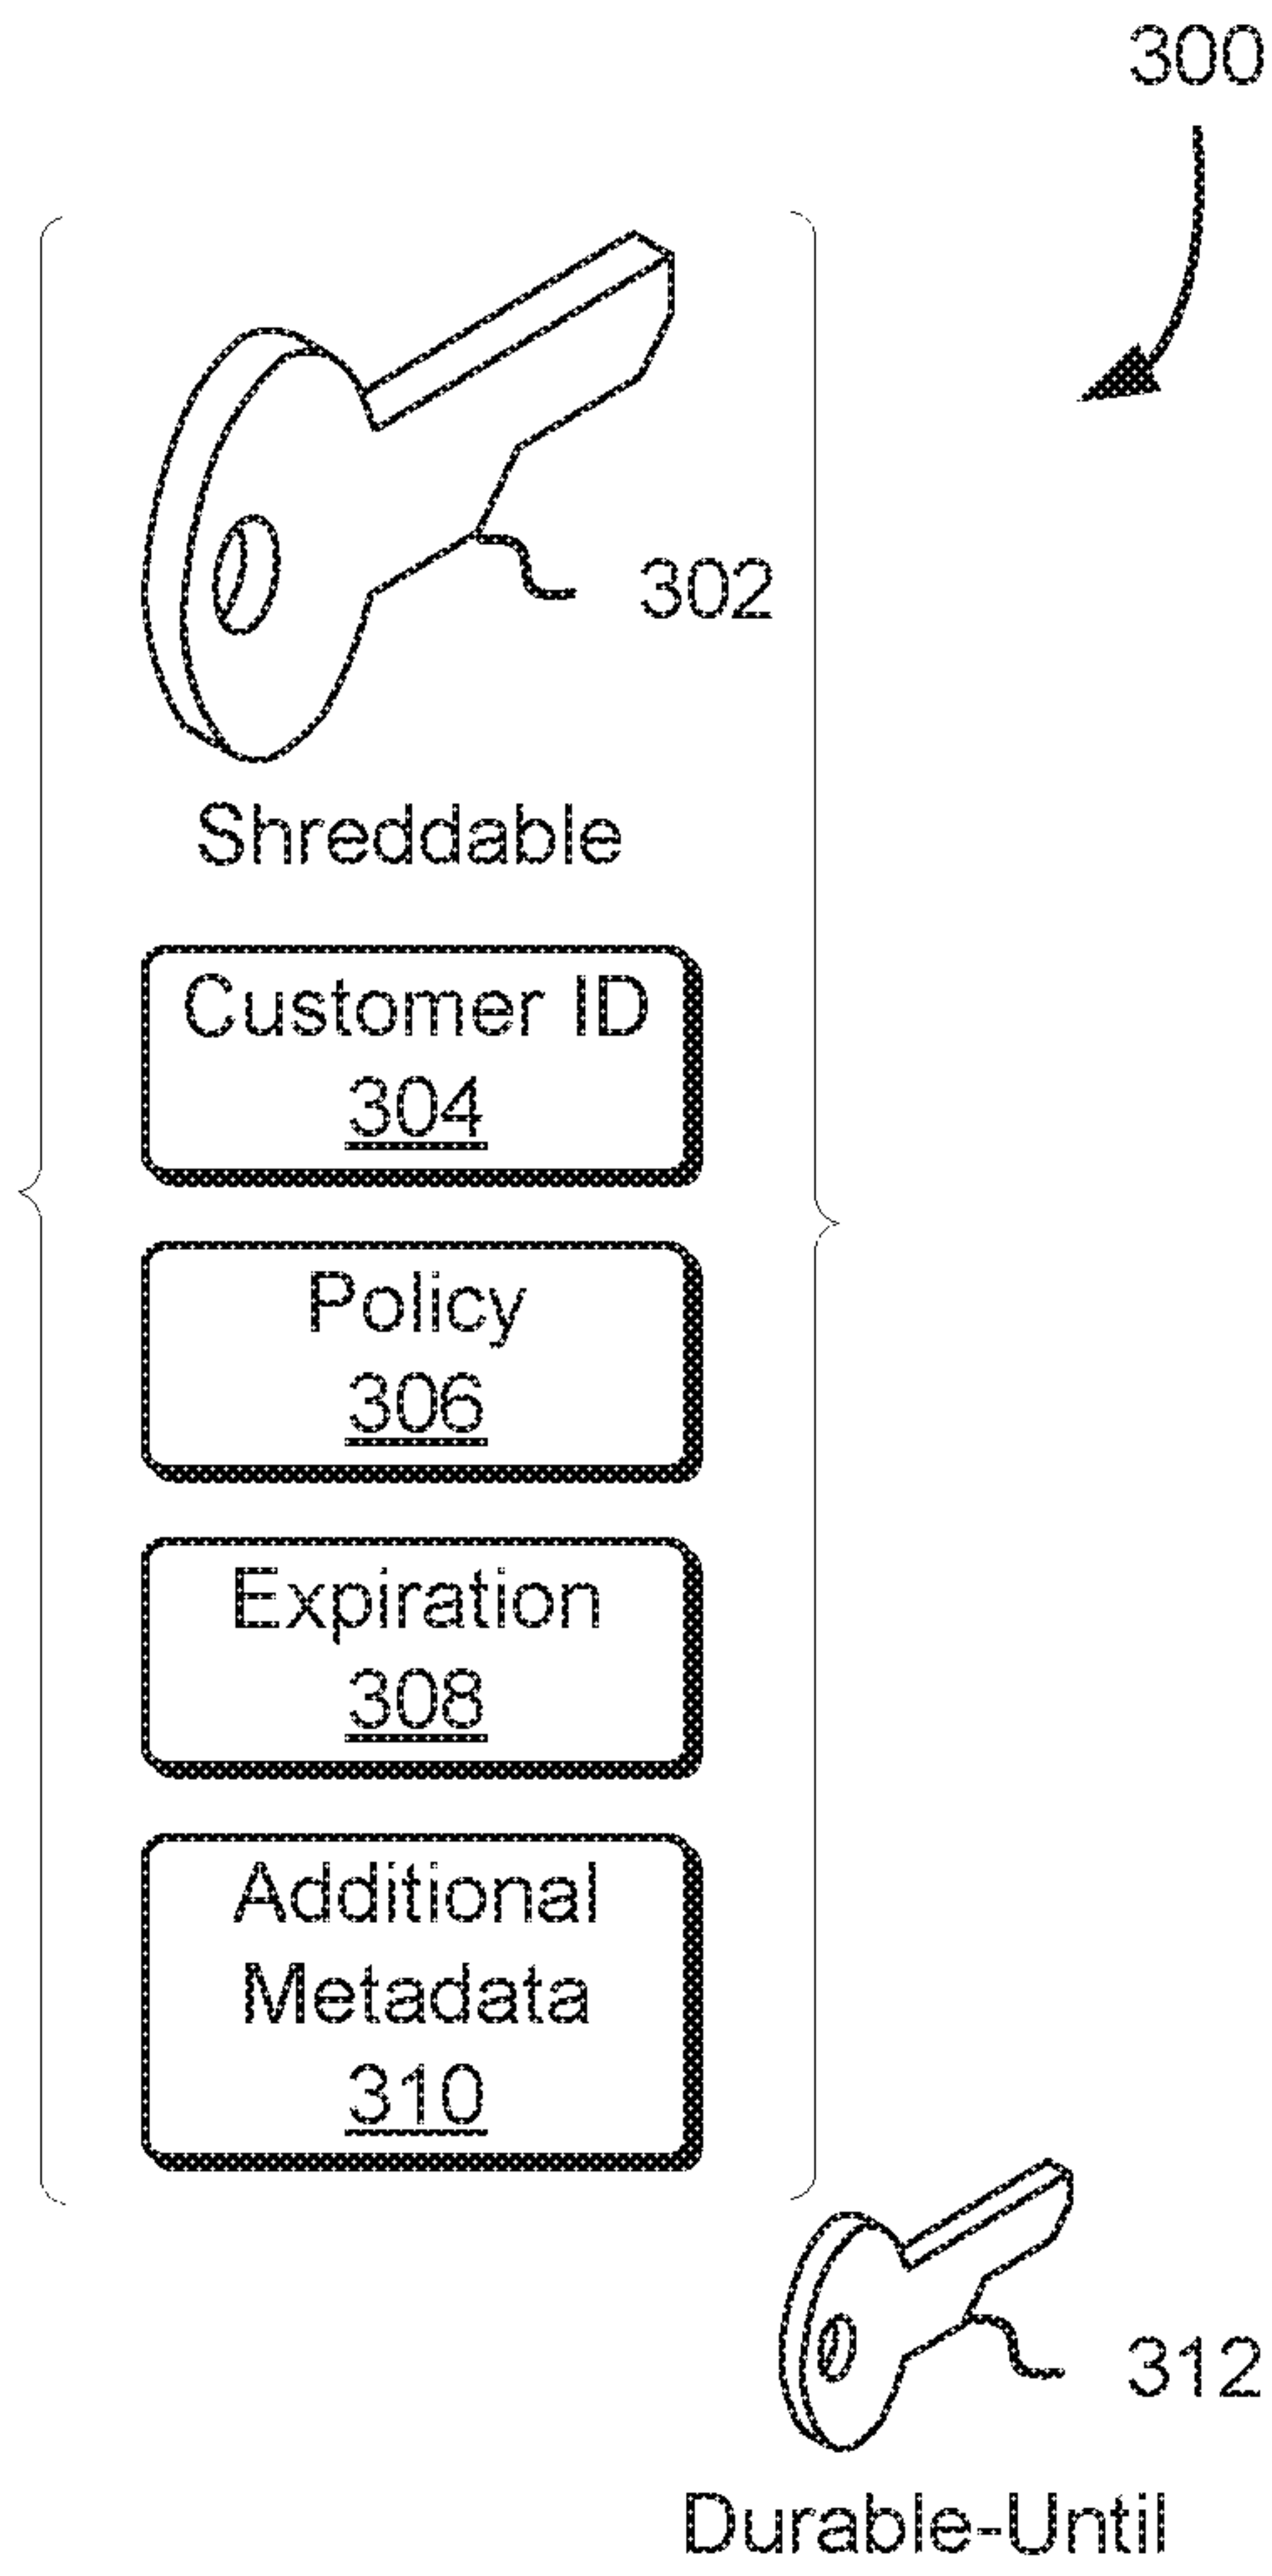 300
302
Shreddable
Customer ID
304
Policy
306
Expiration
308
Additional
Metadata
310
312
Durable-Until